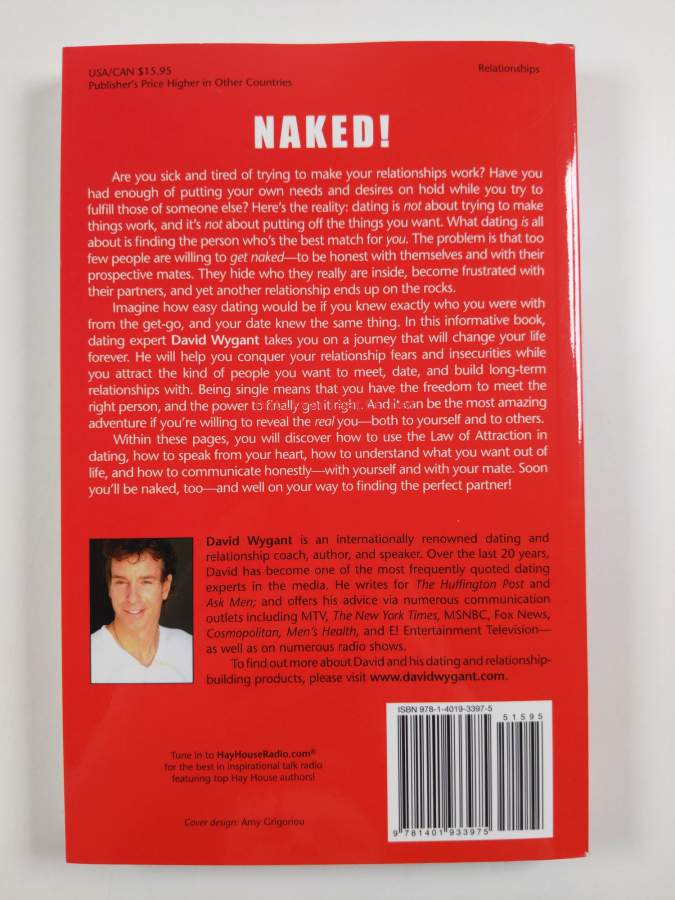 USA/CAN $15.95
Publisher's Price Higher in Other Countries
Relationships
NAKED!
Are you sick and tired of trying to make your relationships work? Have you
had enough of putting your own needs and desires on hold while you try to
fulfill those of someone else? Here's the reality: dating is not about trying to make
things work, and it's not about putting off the things you want. What dating is all
about is finding the person who's the best match for you. The problem is that too
few people are willing to get naked—to be honest with themselves and with their
prospective mates. They hide who they really are inside, become frustrated with
their partners, and yet another relationship ends up on the rocks.
Imagine how easy dating would be if you knew exactly who you were with
from the get-go, and your date knew the same thing. In this informative book,
dating expert David Wygant takes you on a journey that will change your life
forever. He will help you conquer your relationship fears and insecurities while
you attract the kind of people you want to meet, date, and build long-term
relationships with. Being single means that you have the freedom to meet the
right person, and the power to finally get it right. And it can be the most amazing
adventure if you're willing to reveal the real you—both to yourself and to others.
Within these pages, you will discover how to use the Law of Attraction in
dating, how to speak from your heart, how to understand what you want out of
life, and how to communicate honestly—with yourself and with your mate. Soon
you'll be naked, too—and well on your way to finding the perfect partner!
David Wygant is an internationally renowned dating and
relationship coach, author, and speaker. Over the last 20 years,
David has become one of the most frequently quoted dating
experts in the media. He writes for The Huffington Post and
Ask Men; and offers his advice via numerous communication
outlets including MTV, The New York Times, MSNBC, Fox News,
Cosmopolitan, Men's Health, and E! Entertainment Television—
as well as on numerous radio shows.
To find out more about David and his dating and relationship-
building products, please visit www.davidwygant.com.
Tune in to HayHouseRadio.com®
for the best in inspirational talk radio
featuring top Hay House authors!
Cover design: Amy Grigoriou
ISBN 978-1-4019-3397-5
51595
9 781401 933975